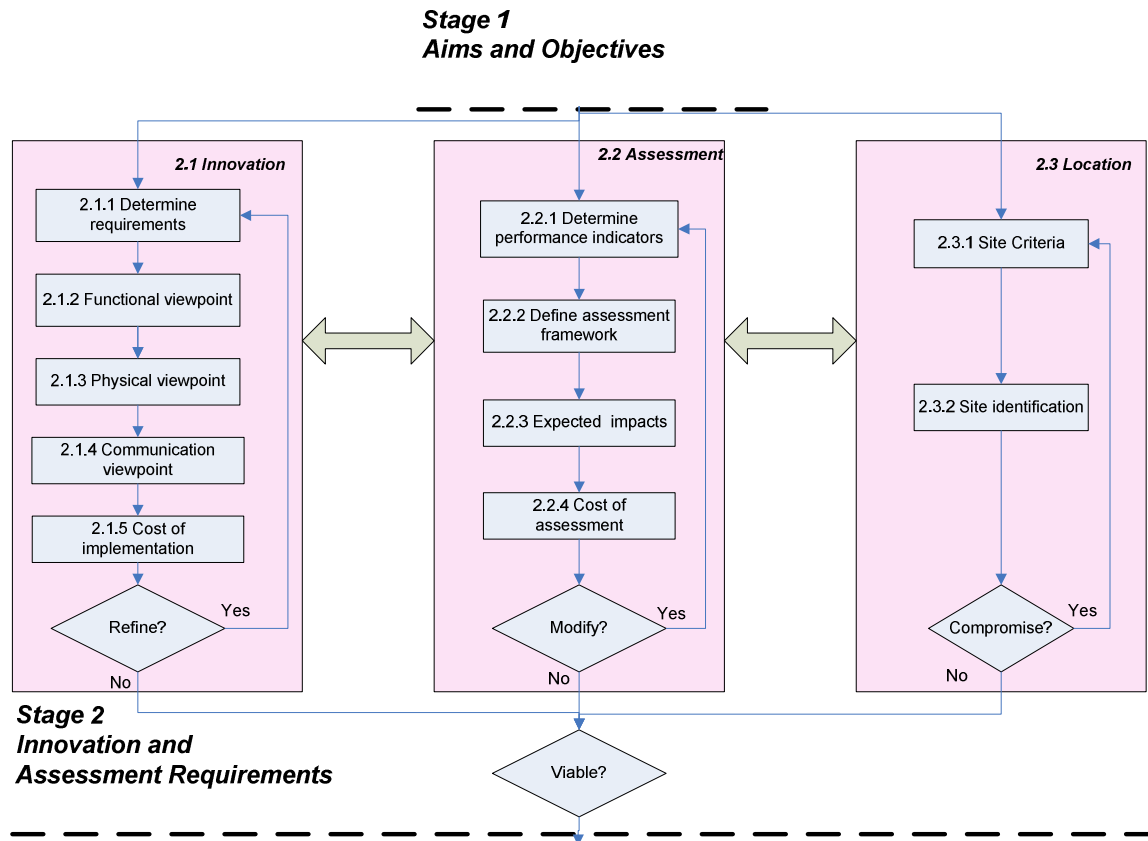 Stage 1
Aims and Objectives
2.1 Innovation
2.1.1 Determine
requirements
2.1.2 Functional viewpoint
2.1.3 Physical viewpoint
2.1.4 Communication
viewpoint
2.1.5 Cost of
implementation
Refine?
Yes
No
2.2 Assessment
2.2.1 Determine
performance indicators
2.2.2 Define assessment
framework
2.2.3 Expected impacts
2.2.4 Cost of
assessment
Modify?
Yes
No
2.3 Location
2.3.1 Site Criteria
2.3.2 Site identification
Compromise?
Yes
No
Stage 2
Innovation and
Assessment Requirements
Viable?